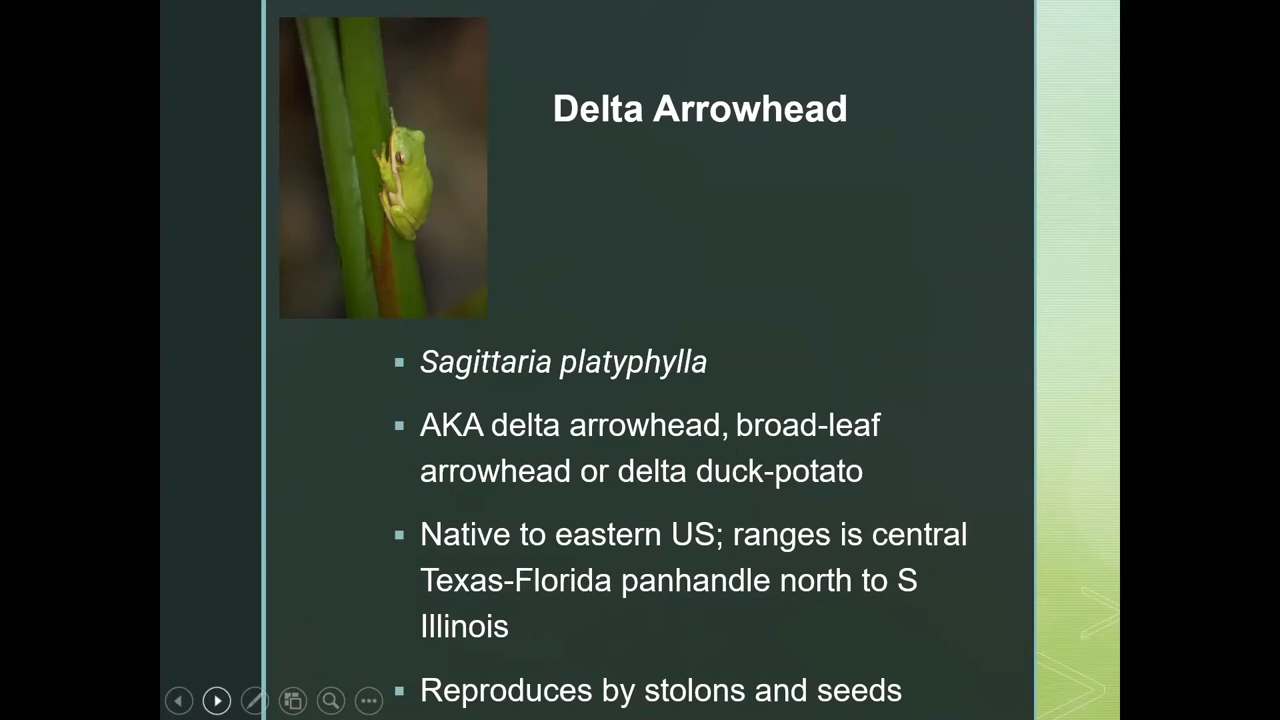 Delta Arrowhead
Sagittaria platyphylla
AKA delta arrowhead, broad-leaf
arrowhead or delta duck-potato
Native to eastern US; ranges is central
Texas-Florida panhandle north to S
Illinois
Reproduces by stolons and seeds